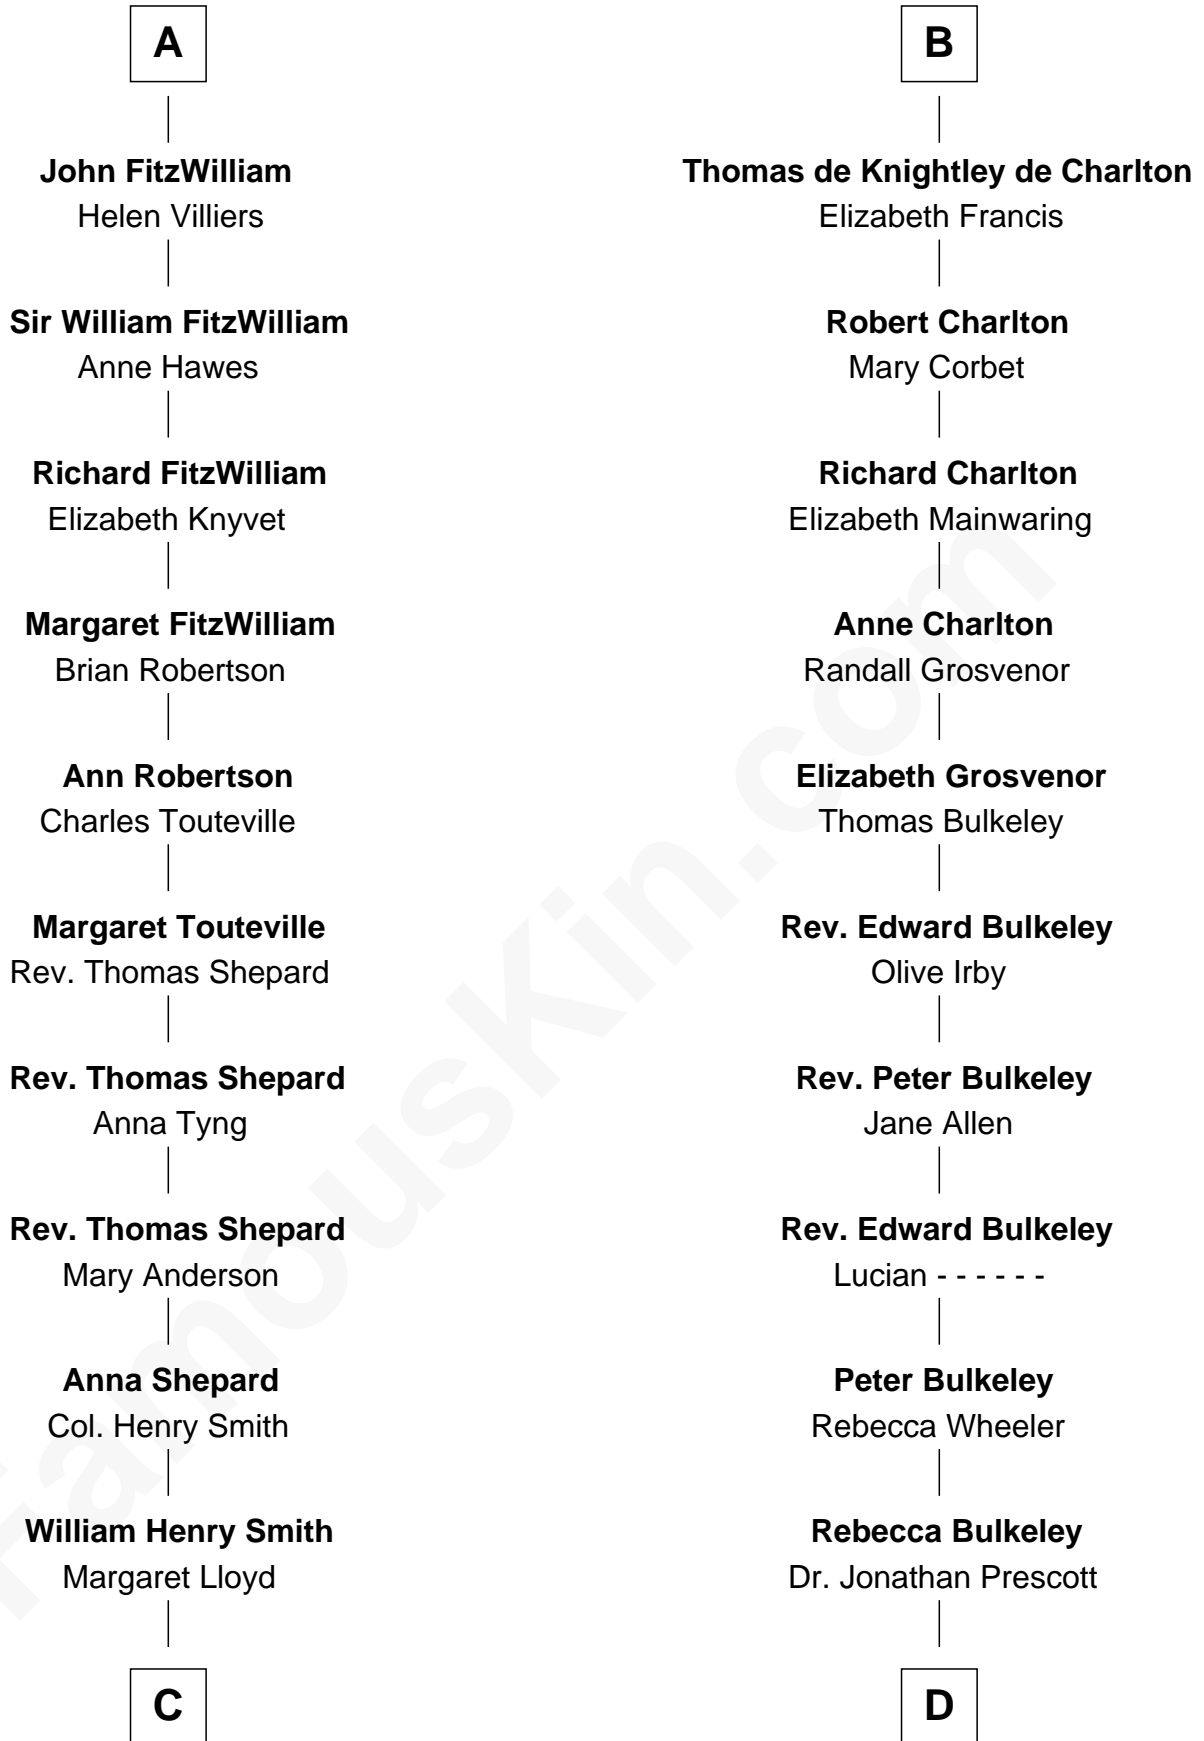 A
John FitzWilliam
Helen Villiers
Sir William FitzWilliam
Anne Hawes
Richard FitzWilliam
Elizabeth Knyvet
Margaret FitzWilliam
Brian Robertson
Ann Robertson
Charles Touteville
Margaret Touteville
Rev. Thomas Shepard
Rev. Thomas Shepard
Anna Tyng
Rev. Thomas Shepard
Mary Anderson
Anna Shepard
Col. Henry Smith
William Henry Smith
Margaret Lloyd
C
B
Thomas de Knightley de Charlton
Elizabeth Francis
Robert Charlton
Mary Corbet
Richard Charlton
Elizabeth Mainwaring
Anne Charlton
Randall Grosvenor
Elizabeth Grosvenor
Thomas Bulkeley
Rev. Edward Bulkeley
Olive Irby
Rev. Peter Bulkeley
Jane Allen
Rev. Edward Bulkeley
Lucian - - - - - -
Peter Bulkeley
Rebecca Wheeler
Rebecca Bulkeley
Dr. Jonathan Prescott
D
FamousKin.com